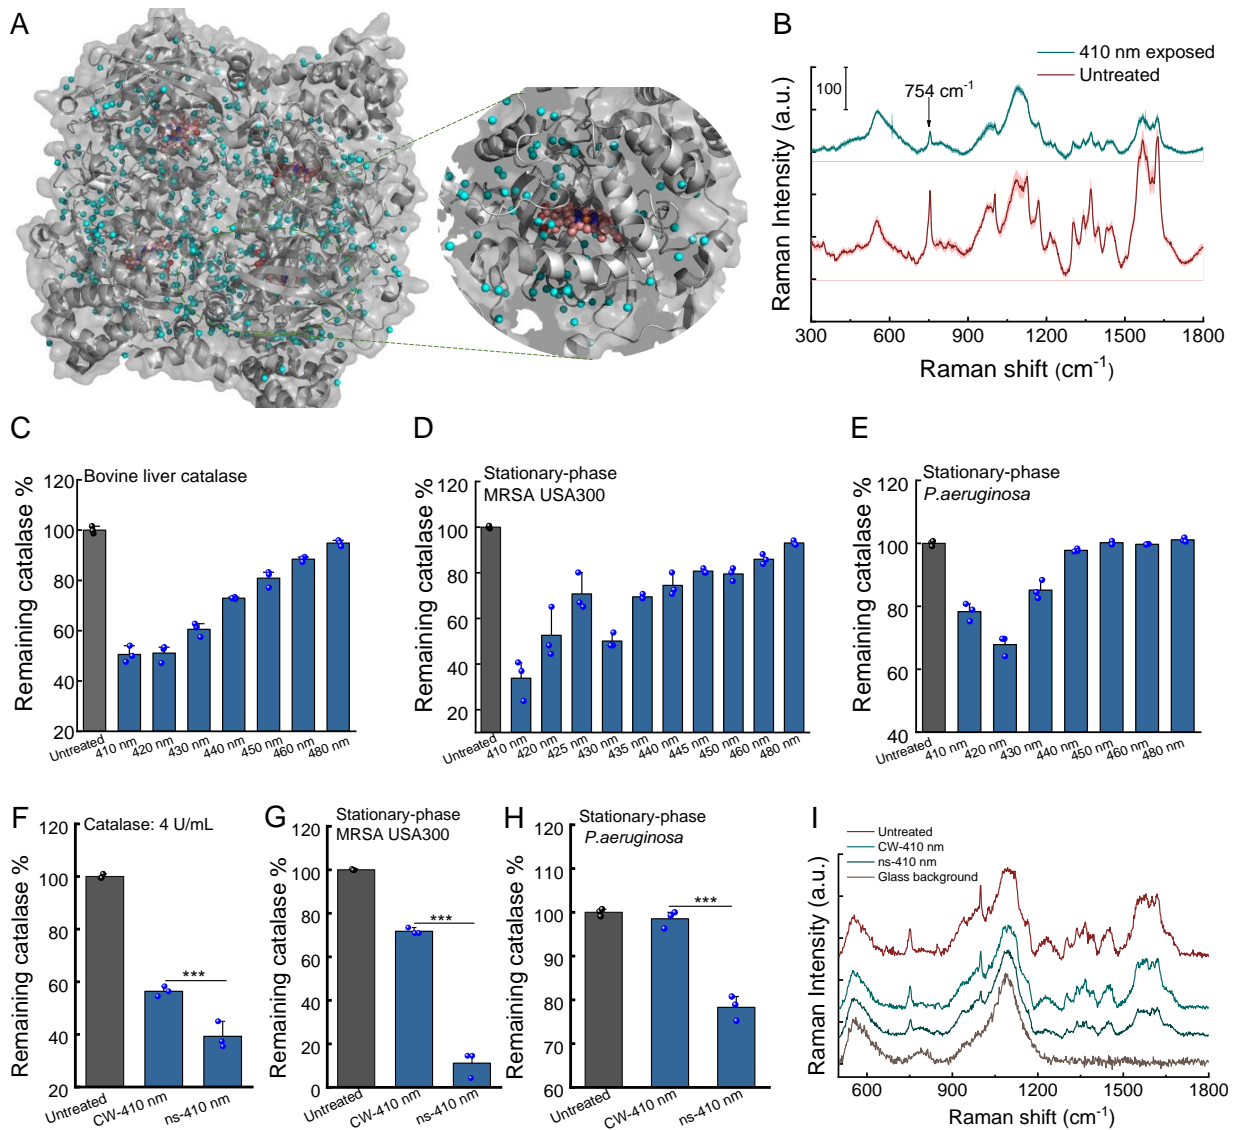 A
B
410 nm exposed
Untreated
100
754 cm⁻¹
Raman Intensity (a.u.)
300 600 900 1200 1500 1800
Raman shift (cm⁻¹)
C
Bovine liver catalase
Remaining catalase %
120
100
80
60
40
20
Untreated 410 nm 420 nm 430 nm 440 nm 450 nm 460 nm 480 nm
D
Stationary-phase
MRSA USA300
Remaining catalase %
120
100
80
60
40
20
Untreated 410 nm 420 nm 425 nm 430 nm 435 nm 440 nm 445 nm 450 nm 460 nm 480 nm
E
Stationary-phase
P.aeruginosa
Remaining catalase %
120
100
80
60
40
Untreated 410 nm 420 nm 430 nm 440 nm 450 nm 460 nm 480 nm
F
Catalase: 4 U/mL
Remaining catalase %
120
100
80
60
40
20
***
Untreated CW-410 nm ns-410 nm
G
Stationary-phase
MRSA USA300
Remaining catalase %
120
100
80
60
40
20
0
***
Untreated CW-410 nm ns-410 nm
H
Stationary-phase
P.aeruginosa
Remaining catalase %
120
110
100
90
80
70
60
***
Untreated CW-410 nm ns-410 nm
I
Untreated
CW-410 nm
ns-410 nm
Glass background
Raman Intensity (a.u.)
600 900 1200 1500 1800
Raman shift (cm⁻¹)